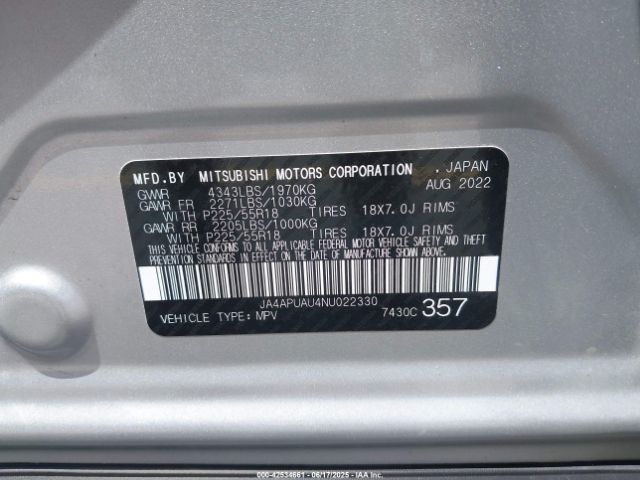 MFD.BY MITSUBISHI MOTORS CORPORATION . JAPAN
GVWR 4343LBS/1970KG AUG 2022
GAWR FR 2271LBS/1030KG
WITH P225/55R18 TIRES 18X7.0J RIMS
GAWR RR 2205LBS/1000KG
WITH P225/55R18 TIRES 18X7.0J RIMS
THIS VEHICLE CONFORMS TO ALL APPLICABLE FEDERAL MOTOR VEHICLE SAFETY AND THEFT
PREVENTION STANDARDS IN EFFECT ON THE DATE OF MANUFACTURE SHOWN ABOVE.
JA4APUAU4NU022330
VEHICLE TYPE: MPV 7430C 357
© 42534661 - 06/17/2025 - IAAI.COM